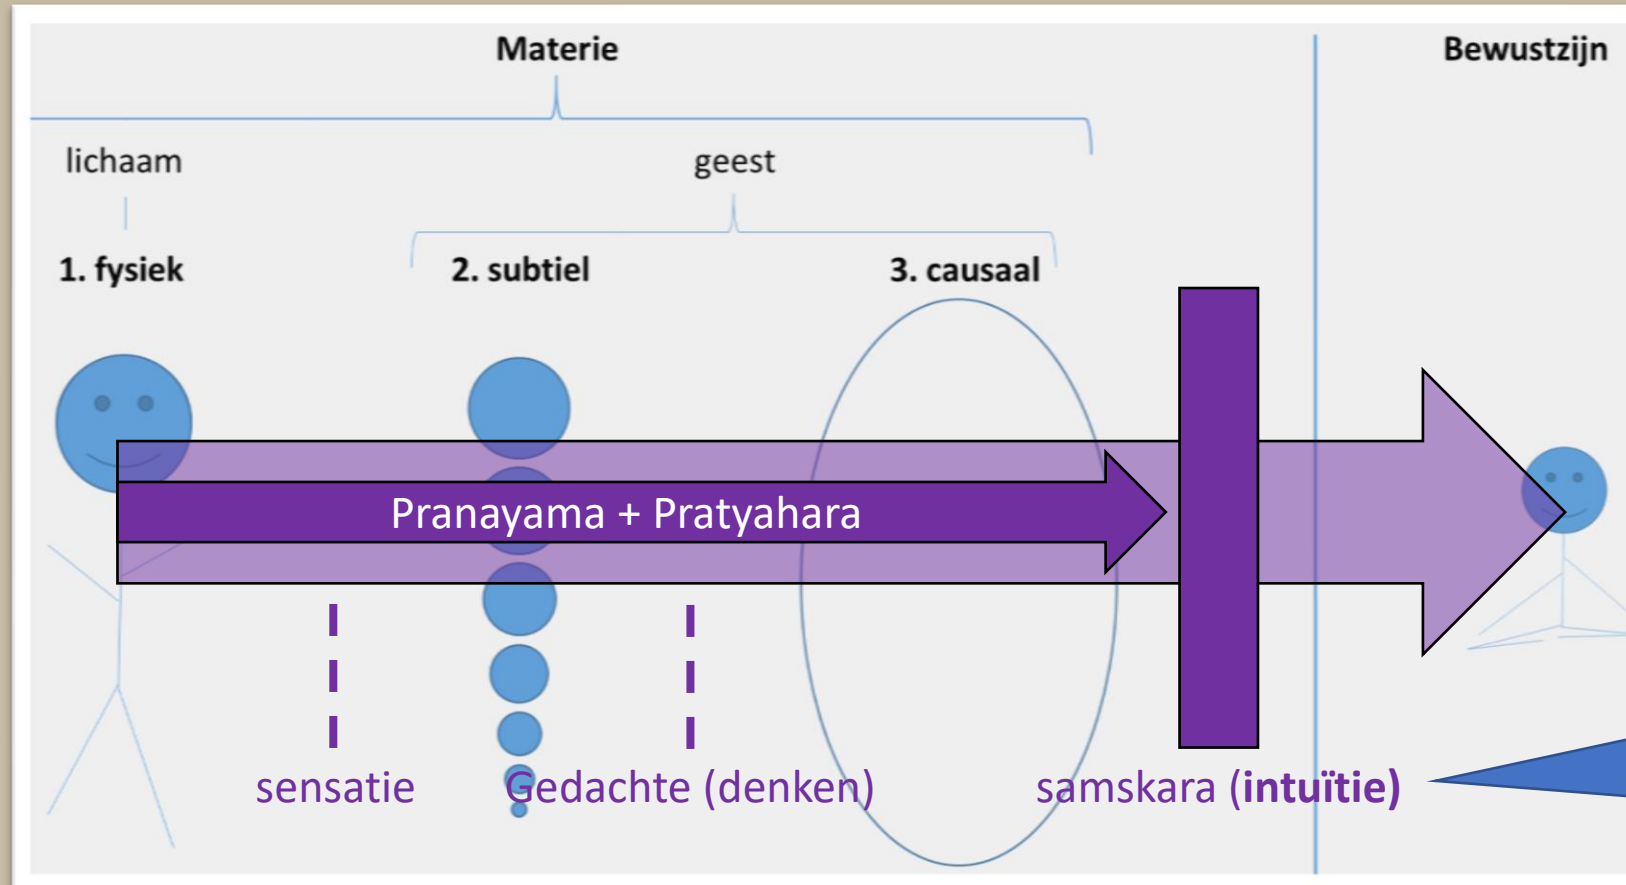 Materie
Bewustzijn
lichaam
geest
1. fysiek
2. subtiel
3. causaal
Pranayama + Pratyahara
sensatie
Gedachte (denken)
samskara (intuïtie)